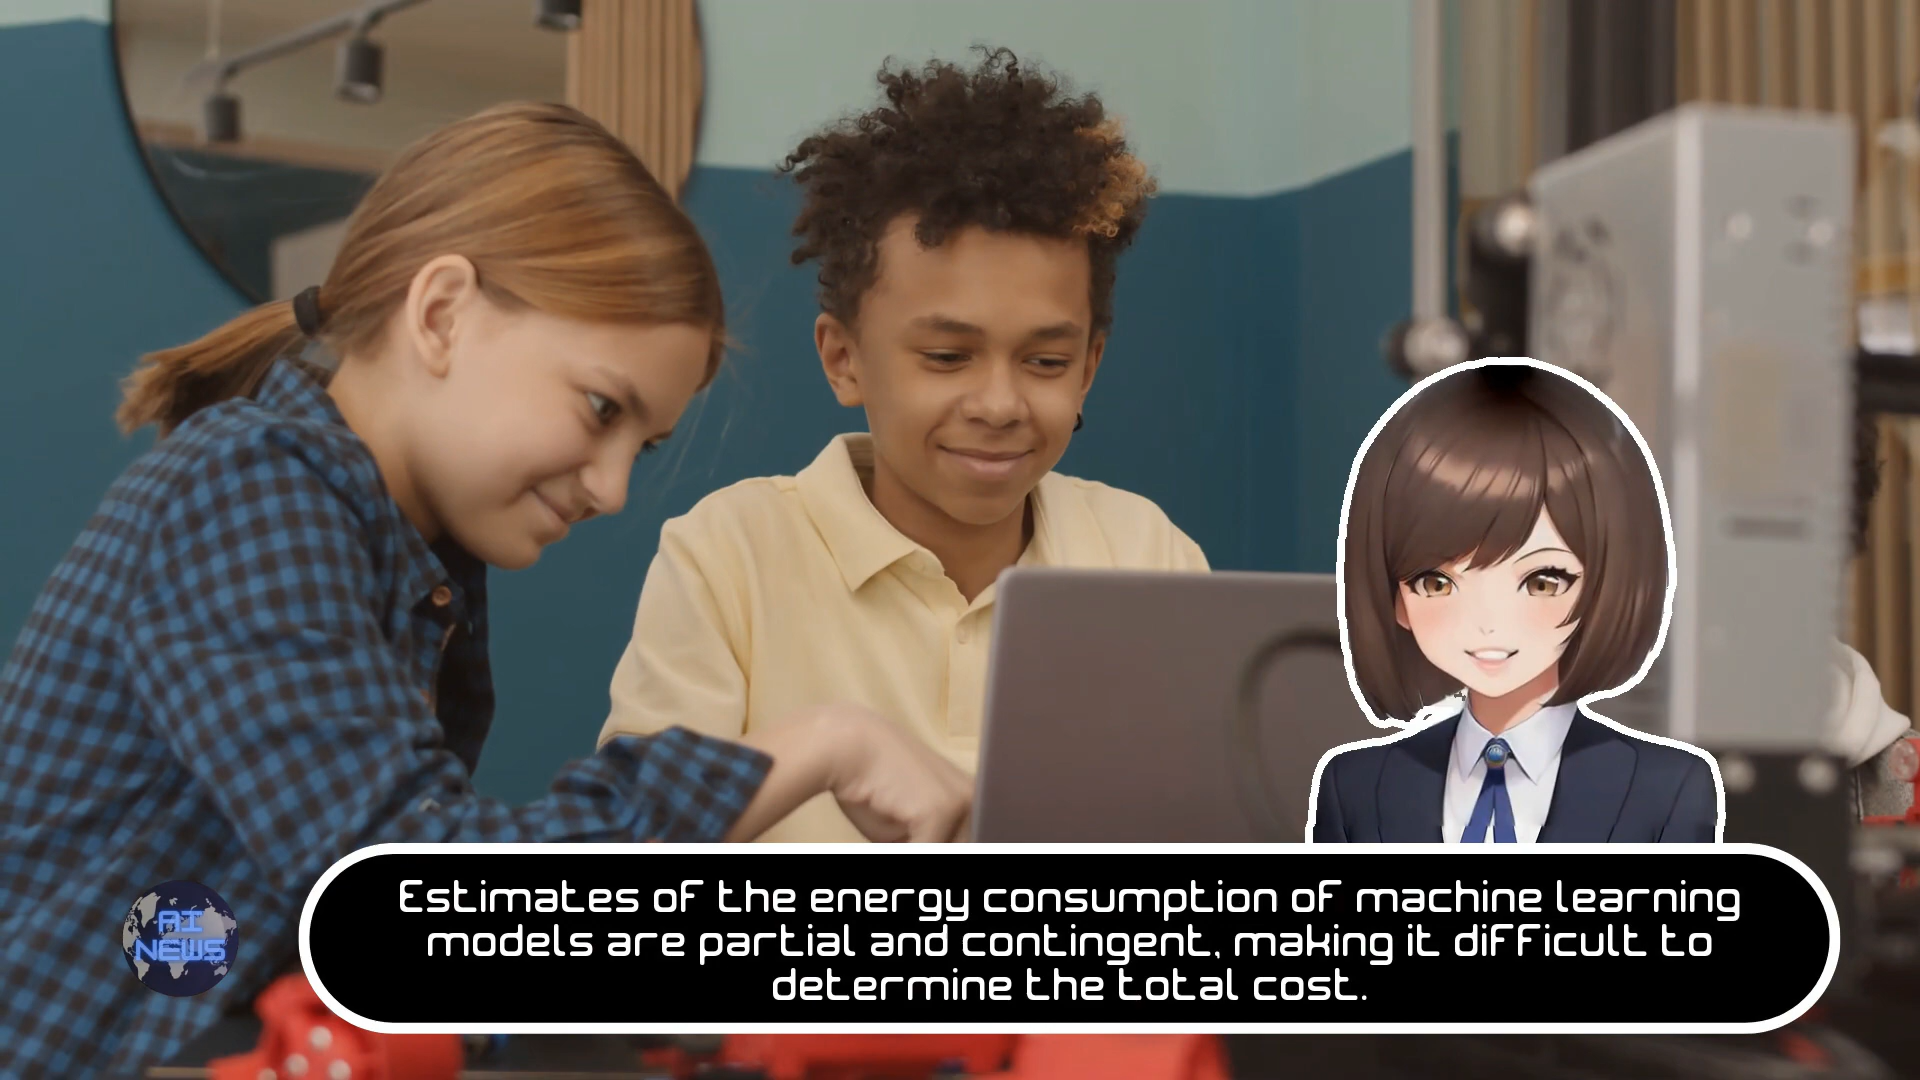 AI
NEWS
Estimates of the energy consumption of machine learning
models are partial and contingent, making it difficult to
determine the total cost.